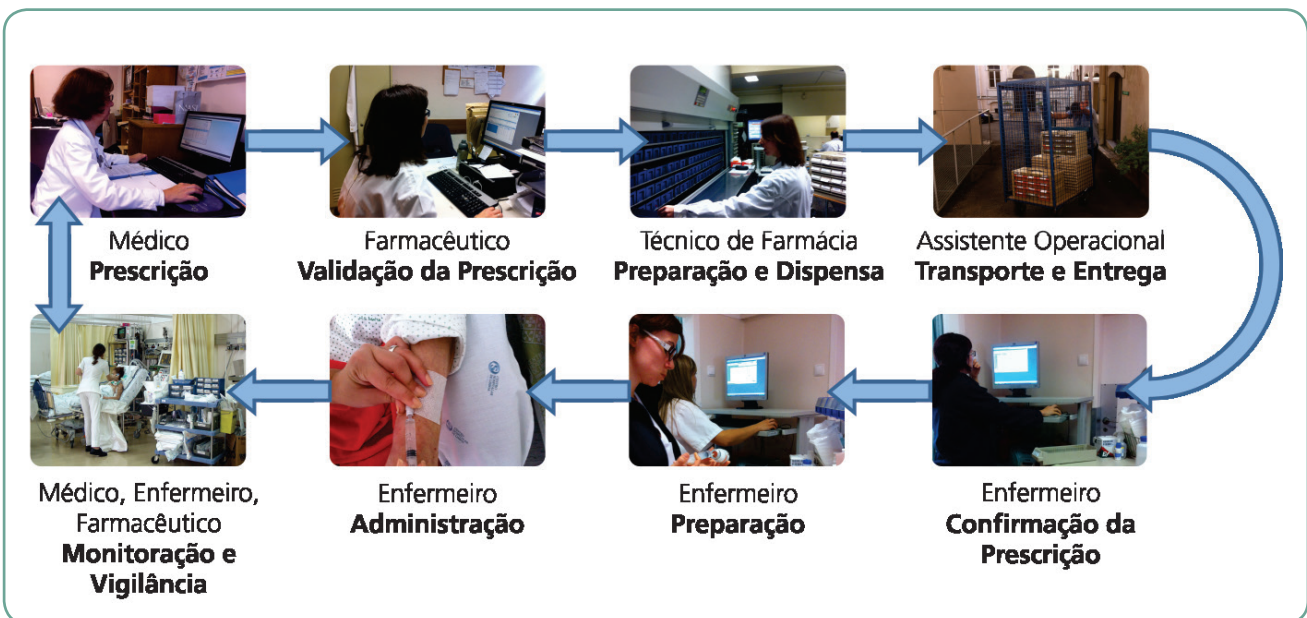 Médico
Prescrição
Farmacêutico
Validação da Prescrição
Técnico de Farmácia
Preparação e Dispensa
Assistente Operacional
Transporte e Entrega
Médico, Enfermeiro,
Farmacêutico
Monitoração e
Vigilância
Enfermeiro
Administração
Enfermeiro
Preparação
Enfermeiro
Confirmação da
Prescrição